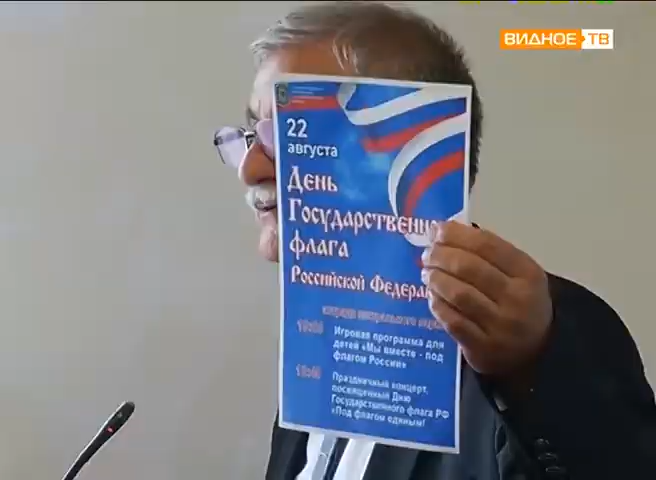 ВИДНОЕ ТВ
22
августа
День
Государственн
флага
Российской Федера
Игровая программа для
детей «Мы вместе - под
флагом России»
Праздничный концерт,
посвященный Дню
Государственного флага РФ
«Под флагом единым!